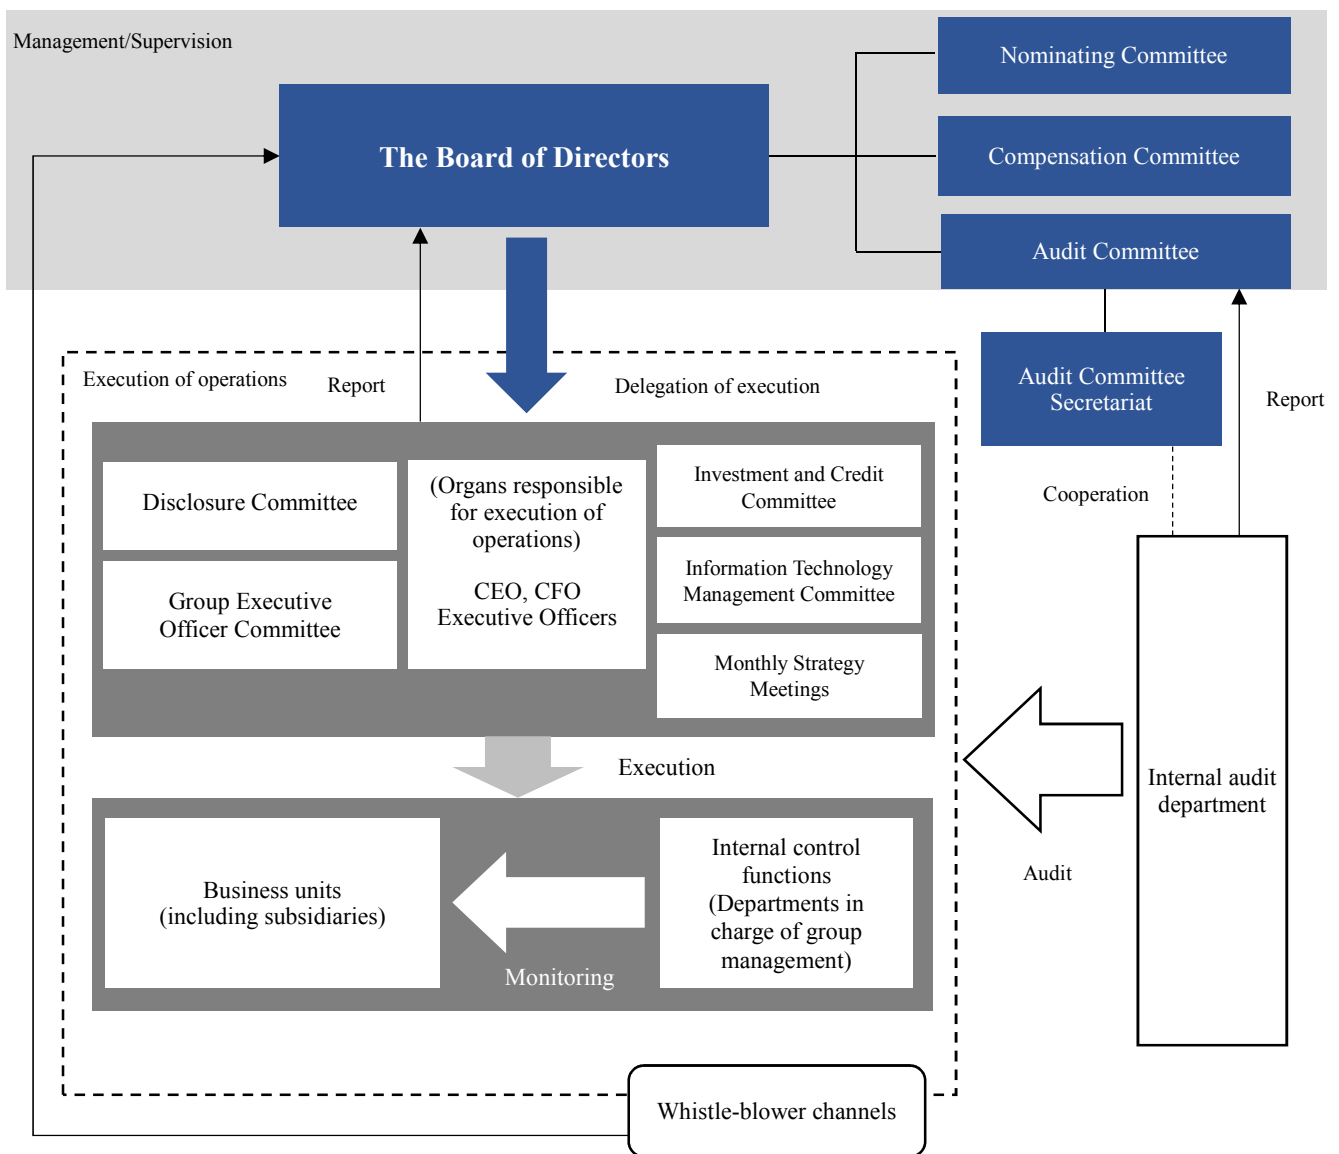 Management/Supervision
Nominating Committee
The Board of Directors
Compensation Committee
Audit Committee
Audit Committee
Secretariat
Execution of operations
Report
Delegation of execution
Report
Disclosure Committee
Group Executive
Officer Committee
(Organs responsible
for execution of
operations)
CEO, CFO
Executive Officers
Investment and Credit
Committee
Information Technology
Management Committee
Monthly Strategy
Meetings
Cooperation
Execution
Internal audit
department
Audit
Business units
(including subsidiaries)
Monitoring
Internal control
functions
(Departments in
charge of group
management)
Whistle-blower channels